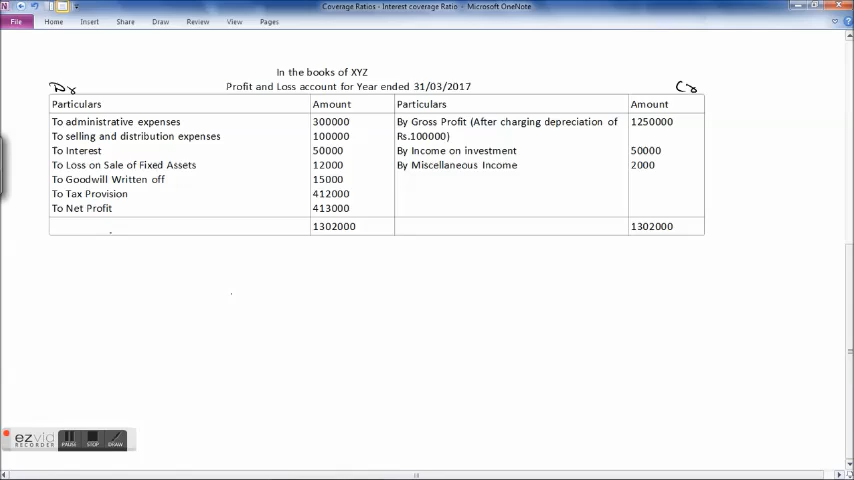 Coverage Ratios - Interest coverage Ratio - Microsoft OneNote
File Home Insert Share Draw Review View Pages
In the books of XYZ
Dr Profit and Loss account for Year ended 31/03/2017 Cr
Particulars Amount Particulars Amount
To administrative expenses 300000 By Gross Profit (After charging depreciation of 1250000
To selling and distribution expenses 100000 Rs.100000)
To Interest 50000 By Income on investment 50000
To Loss on Sale of Fixed Assets 12000 By Miscellaneous Income 2000
To Goodwill Written off 15000
To Tax Provision 412000
To Net Profit 413000
1302000 1302000
ezvid
RECORDER
PAUSE STOP DRAW